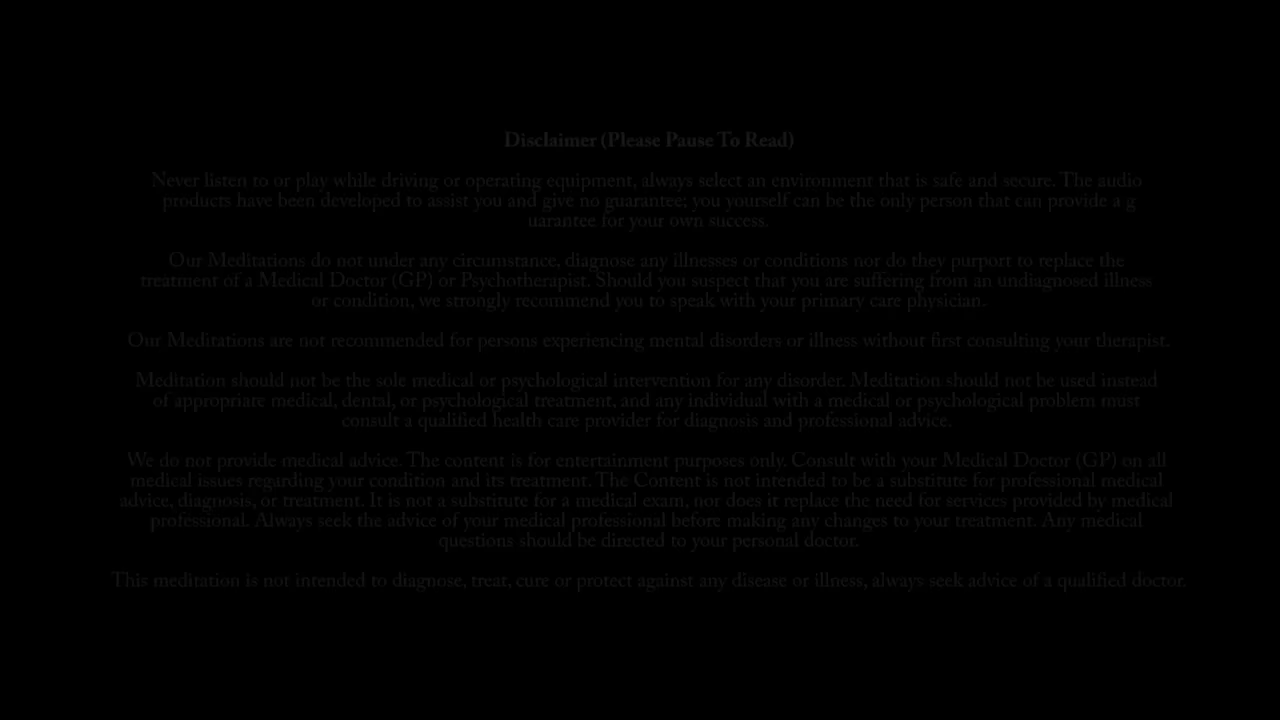 Disclaimer (Please Pause To Read)
Never listen to or play while driving or operating equipment, always select an environment that is safe and secure. The audio
products have been developed to assist you and give no guarantee; you yourself can be the only person that can provide a g
uarantee for your own success.
Our Meditations do not under any circumstance, diagnose any illnesses or conditions nor do they purport to replace the
treatment of a Medical Doctor (GP) or Psychotherapist. Should you suspect that you are suffering from an undiagnosed illness
or condition, we strongly recommend you to speak with your primary care physician.
Our Meditations are not recommended for persons experiencing mental disorders or illness without first consulting your therapist.
Meditation should not be the sole medical or psychological intervention for any disorder. Meditation should not be used instead
of appropriate medical, dental, or psychological treatment, and any individual with a medical or psychological problem must
consult a qualified health care provider for diagnosis and professional advice.
We do not provide medical advice. The content is for entertainment purposes only. Consult with your Medical Doctor (GP) on all
medical issues regarding your condition and its treatment. The Content is not intended to be a substitute for professional medical
advice, diagnosis, or treatment. It is not a substitute for a medical exam, nor does it replace the need for services provided by medical
professional. Always seek the advice of your medical professional before making any changes to your treatment. Any medical
questions should be directed to your personal doctor.
This meditation is not intended to diagnose, treat, cure or protect against any disease or illness, always seek advice of a qualified doctor.